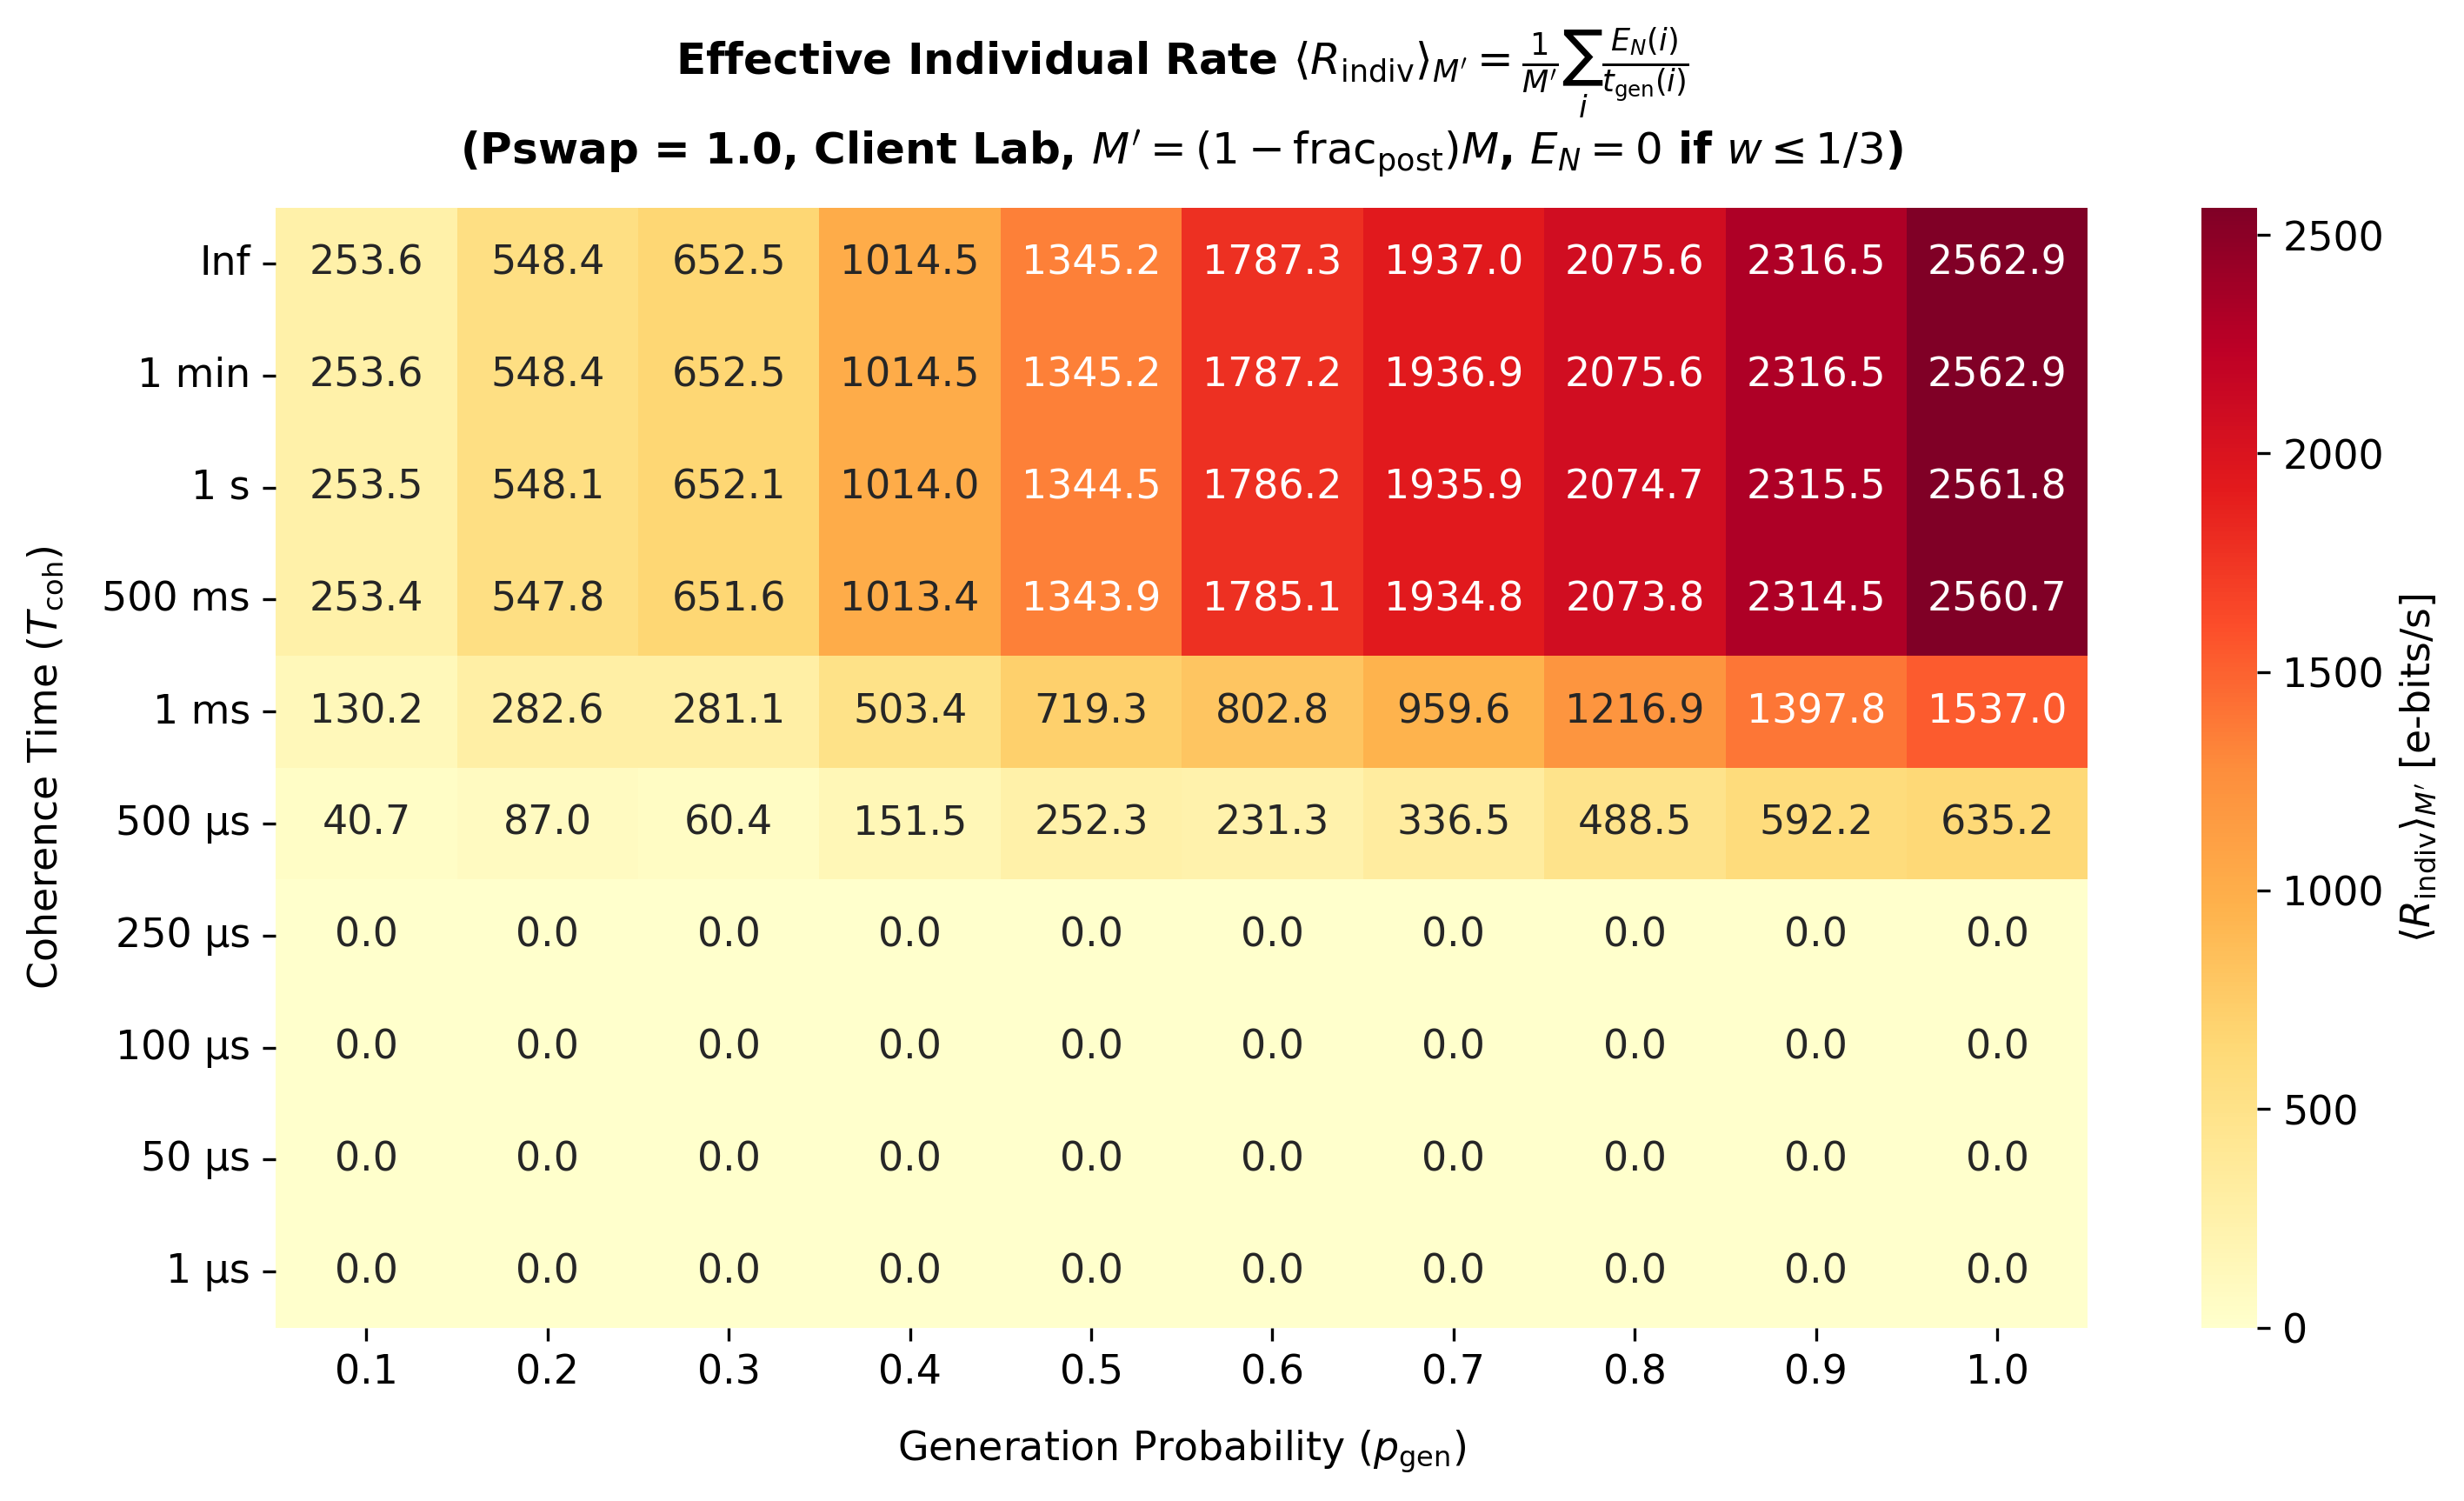 Effective Individual Rate ⟨R_indiv⟩_M′ = 1/M′ ∑_i E_N(i)/t_gen(i)
(Pswap = 1.0, Client Lab, M′ = (1 − frac_post)M, E_N = 0 if w ≤ 1/3)
Coherence Time (T_coh)
Inf 253.6 548.4 652.5 1014.5 1345.2 1787.3 1937.0 2075.6 2316.5 2562.9
1 min 253.6 548.4 652.5 1014.5 1345.2 1787.2 1936.9 2075.6 2316.5 2562.9
1 s 253.5 548.1 652.1 1014.0 1344.5 1786.2 1935.9 2074.7 2315.5 2561.8
500 ms 253.4 547.8 651.6 1013.4 1343.9 1785.1 1934.8 2073.8 2314.5 2560.7
1 ms 130.2 282.6 281.1 503.4 719.3 802.8 959.6 1216.9 1397.8 1537.0
500 µs 40.7 87.0 60.4 151.5 252.3 231.3 336.5 488.5 592.2 635.2
250 µs 0.0 0.0 0.0 0.0 0.0 0.0 0.0 0.0 0.0 0.0
100 µs 0.0 0.0 0.0 0.0 0.0 0.0 0.0 0.0 0.0 0.0
50 µs 0.0 0.0 0.0 0.0 0.0 0.0 0.0 0.0 0.0 0.0
1 µs 0.0 0.0 0.0 0.0 0.0 0.0 0.0 0.0 0.0 0.0
0.1 0.2 0.3 0.4 0.5 0.6 0.7 0.8 0.9 1.0
Generation Probability (p_gen)
2500
2000
1500
1000
500
0
⟨R_indiv⟩_M′ [e-bits/s]